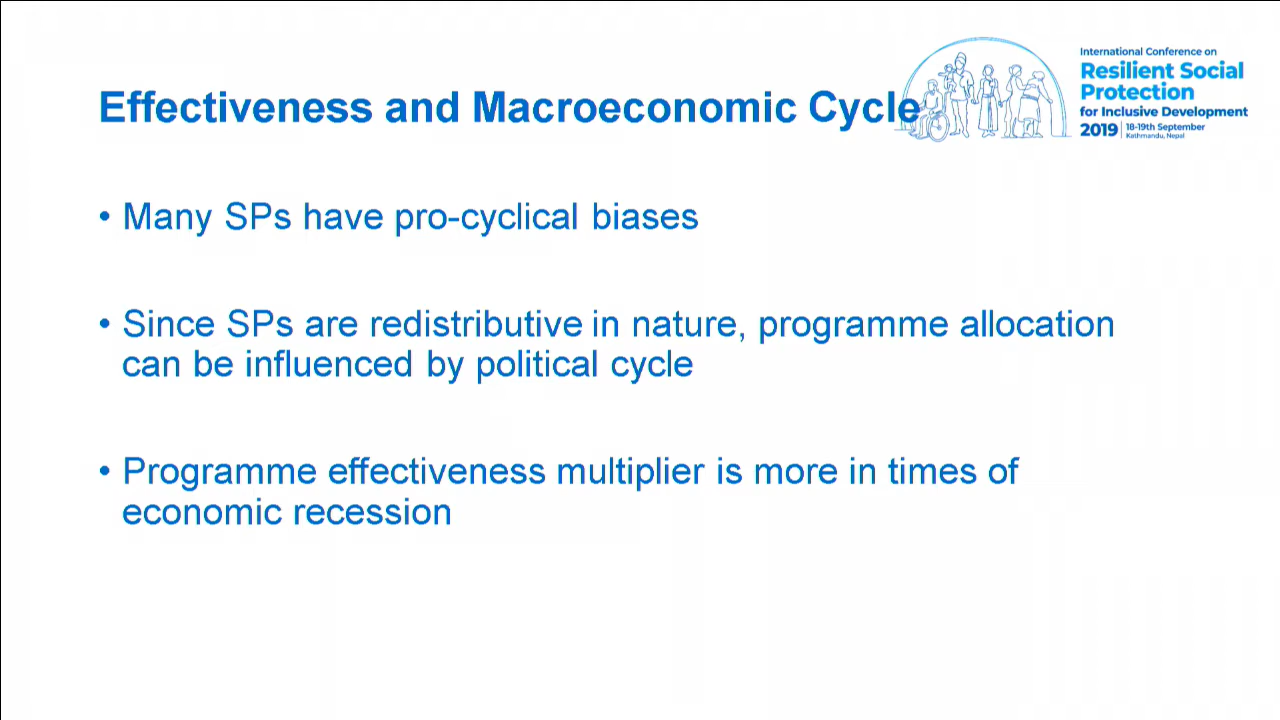 Effectiveness and Macroeconomic Cycle
International Conference on
Resilient Social
Protection
for Inclusive Development
2019 | 18-19th September
Kathmandu, Nepal
• Many SPs have pro-cyclical biases
• Since SPs are redistributive in nature, programme allocation
can be influenced by political cycle
• Programme effectiveness multiplier is more in times of
economic recession